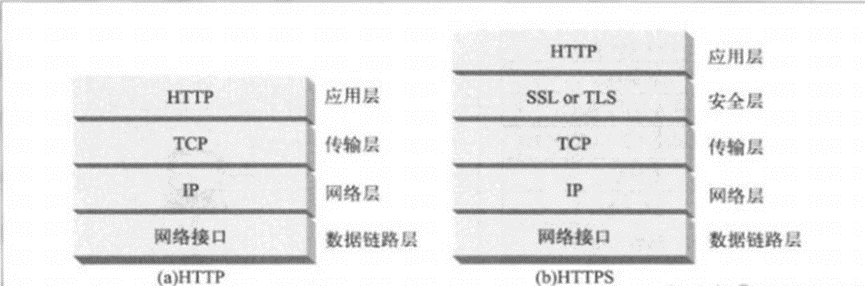 HTTP 应用层
TCP 传输层
IP 网络层
网络接口 数据链路层
(a)HTTP
HTTP 应用层
SSL or TLS 安全层
TCP 传输层
IP 网络层
网络接口 数据链路层
(b)HTTPS